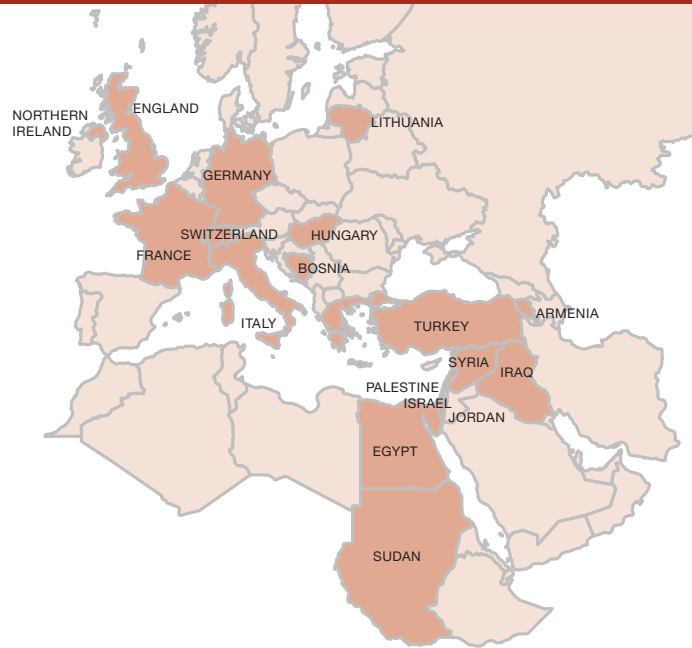 ENGLAND
NORTHERN
IRELAND
LITHUANIA
GERMANY
SWITZERLAND
HUNGARY
FRANCE
BOSNIA
ITALY
ARMENIA
TURKEY
SYRIA
IRAQ
PALESTINE
ISRAEL
JORDAN
EGYPT
SUDAN